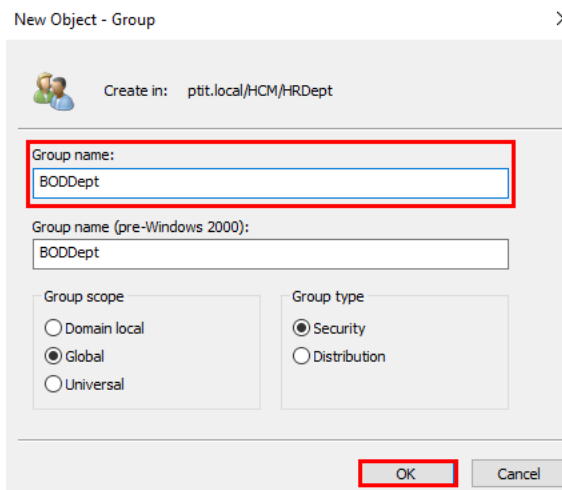 New Object - Group
Create in: ptit.local/HCM/HRDept
Group name:
BODDept
Group name (pre-Windows 2000):
BODDept
Group scope
Domain local
Global
Universal
Group type
Security
Distribution
OK
Cancel